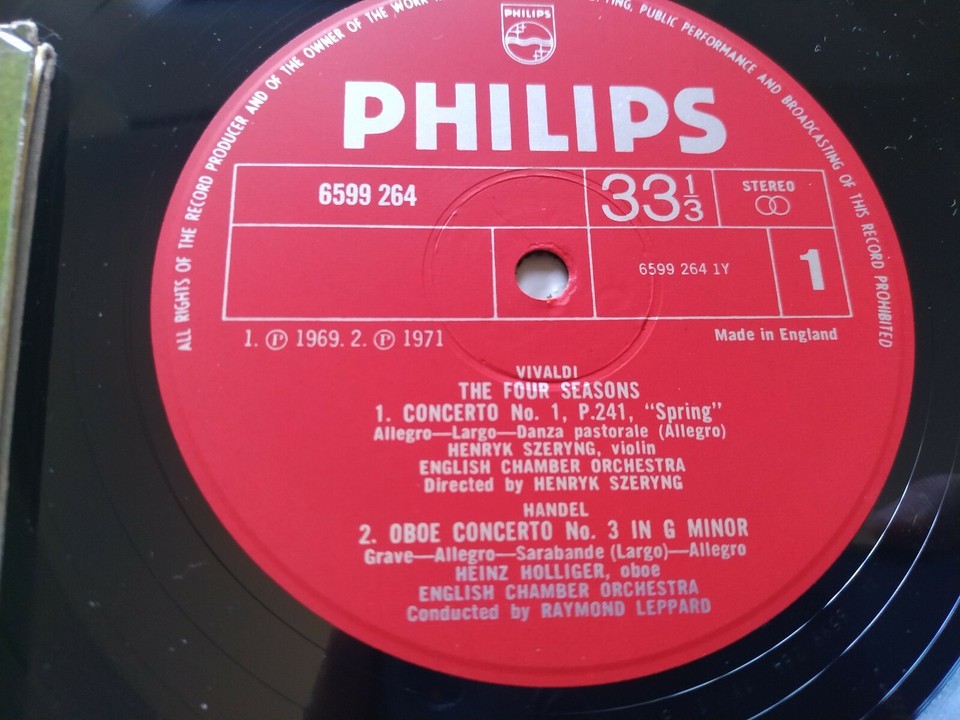 ALL RIGHTS OF THE RECORD PRODUCER AND OF THE OWNER OF THE WORK
PUBLIC PERFORMANCE AND BROADCASTING OF THIS RECORD PROHIBITED
PHILIPS
PHILIPS
6599 264
33 1/3
STEREO
6599 264 1Y
1
1. Ⓟ 1969. 2. Ⓟ 1971
Made in England
VIVALDI
THE FOUR SEASONS
1. CONCERTO No. 1, P.241, "Spring"
Allegro—Largo—Danza pastorale (Allegro)
HENRYK SZERYNG, violin
ENGLISH CHAMBER ORCHESTRA
Directed by HENRYK SZERYNG
HANDEL
2. OBOE CONCERTO No. 3 IN G MINOR
Grave—Allegro—Sarabande (Largo)—Allegro
HEINZ HOLLIGER, oboe
ENGLISH CHAMBER ORCHESTRA
Conducted by RAYMOND LEPPARD